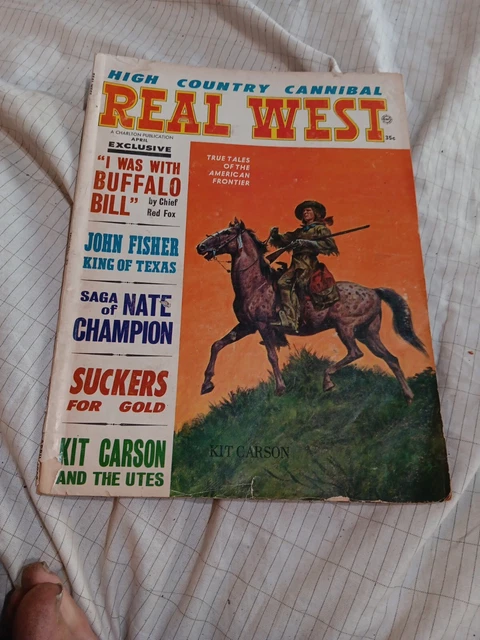 HIGH COUNTRY CANNIBAL
REAL WEST
A CHARLTON PUBLICATION
APRIL
35c
EXCLUSIVE
"I WAS WITH
BUFFALO
BILL" by Chief
Red Fox
TRUE TALES
OF THE
AMERICAN
FRONTIER
JOHN FISHER
KING OF TEXAS
SAGA
of NATE
CHAMPION
SUCKERS
FOR GOLD
KIT CARSON
AND THE UTES
KIT CARSON